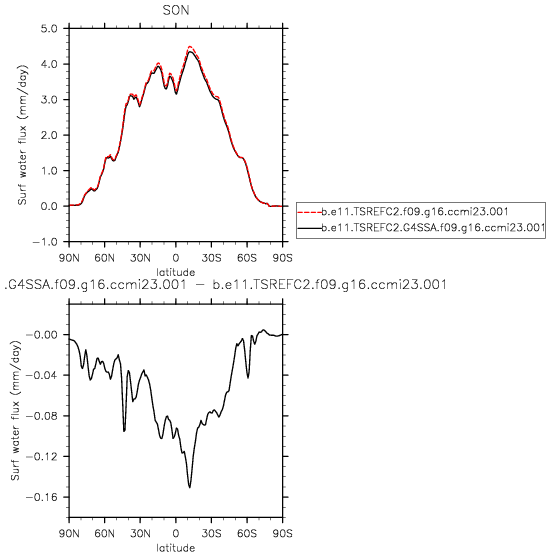 SON
5.0
4.0
3.0
2.0
1.0
0.0
−1.0
Surf water flux (mm/day)
90N 60N 30N 0 30S 60S 90S
latitude
b.e11.TSREFC2.f09.g16.ccmi23.001
b.e11.TSREFC2.G4SSA.f09.g16.ccmi23.001
.G4SSA.f09.g16.ccmi23.001 − b.e11.TSREFC2.f09.g16.ccmi23.001
−0.00
−0.04
−0.08
−0.12
−0.16
Surf water flux (mm/day)
90N 60N 30N 0 30S 60S 90S
latitude